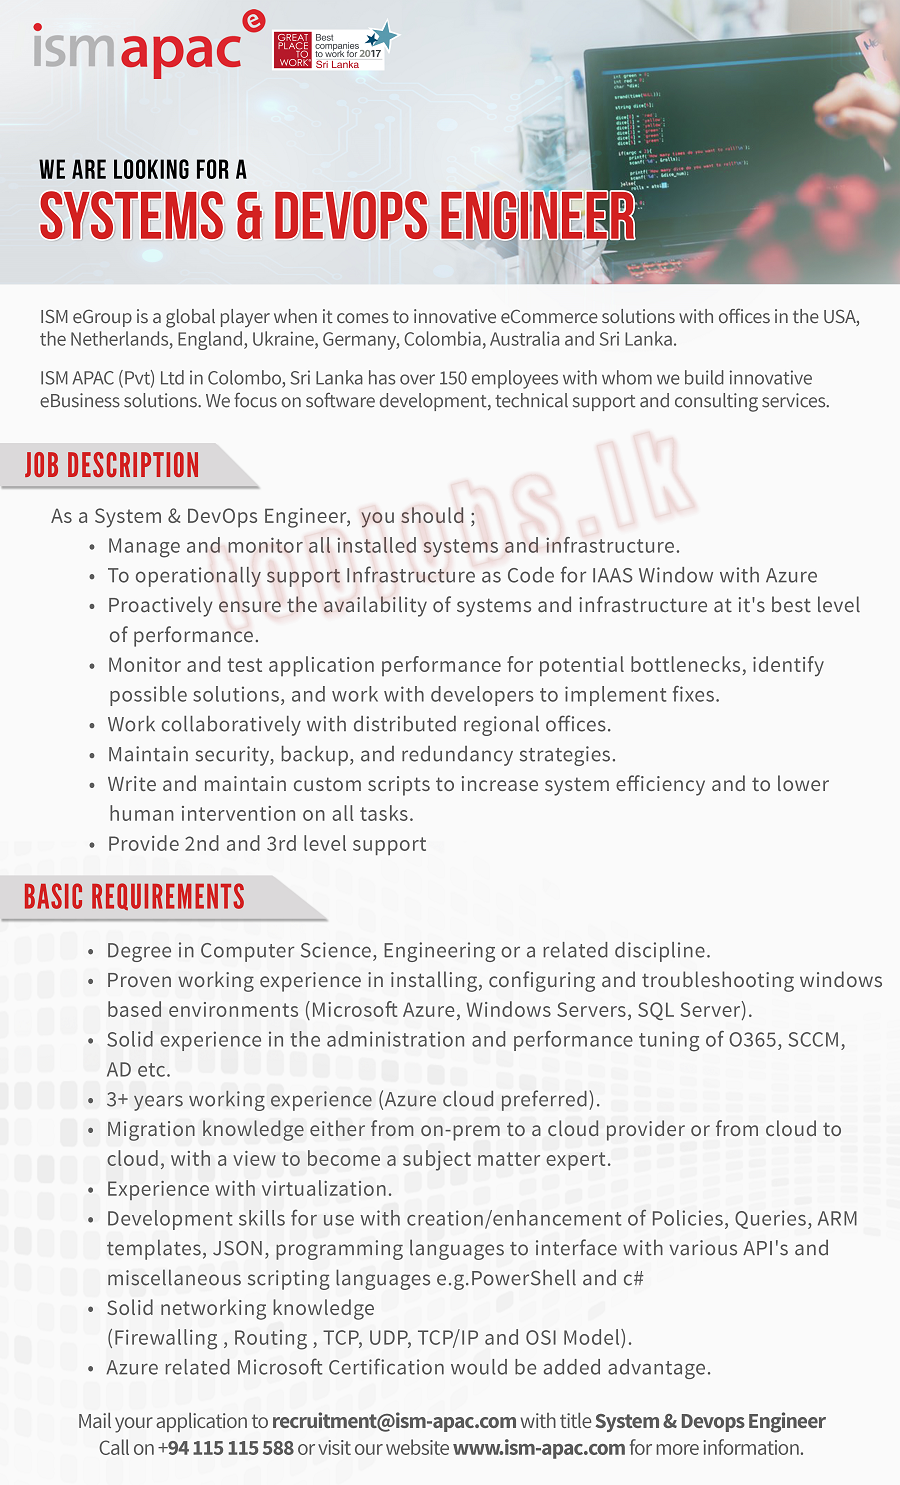 ismapac e
GREAT
PLACE
TO
WORK
Best
companies
to work for 2017
Sri Lanka
WE ARE LOOKING FOR A
SYSTEMS & DEVOPS ENGINEER
ISM eGroup is a global player when it comes to innovative eCommerce solutions with offices in the USA,
the Netherlands, England, Ukraine, Germany, Colombia, Australia and Sri Lanka.
ISM APAC (Pvt) Ltd in Colombo, Sri Lanka has over 150 employees with whom we build innovative
eBusiness solutions. We focus on software development, technical support and consulting services.
topjobs.lk
JOB DESCRIPTION
As a System & DevOps Engineer, you should ;
• Manage and monitor all installed systems and infrastructure.
• To operationally support Infrastructure as Code for IAAS Window with Azure
• Proactively ensure the availability of systems and infrastructure at it's best level
of performance.
• Monitor and test application performance for potential bottlenecks, identify
possible solutions, and work with developers to implement fixes.
• Work collaboratively with distributed regional offices.
• Maintain security, backup, and redundancy strategies.
• Write and maintain custom scripts to increase system efficiency and to lower
human intervention on all tasks.
• Provide 2nd and 3rd level support
BASIC REQUIREMENTS
• Degree in Computer Science, Engineering or a related discipline.
• Proven working experience in installing, configuring and troubleshooting windows
based environments (Microsoft Azure, Windows Servers, SQL Server).
• Solid experience in the administration and performance tuning of O365, SCCM,
AD etc.
• 3+ years working experience (Azure cloud preferred).
• Migration knowledge either from on-prem to a cloud provider or from cloud to
cloud, with a view to become a subject matter expert.
• Experience with virtualization.
• Development skills for use with creation/enhancement of Policies, Queries, ARM
templates, JSON, programming languages to interface with various API's and
miscellaneous scripting languages e.g.PowerShell and c#
• Solid networking knowledge
(Firewalling , Routing , TCP, UDP, TCP/IP and OSI Model).
• Azure related Microsoft Certification would be added advantage.
Mail your application to recruitment@ism-apac.com with title System & Devops Engineer
Call on +94 115 115 588 or visit our website www.ism-apac.com for more information.